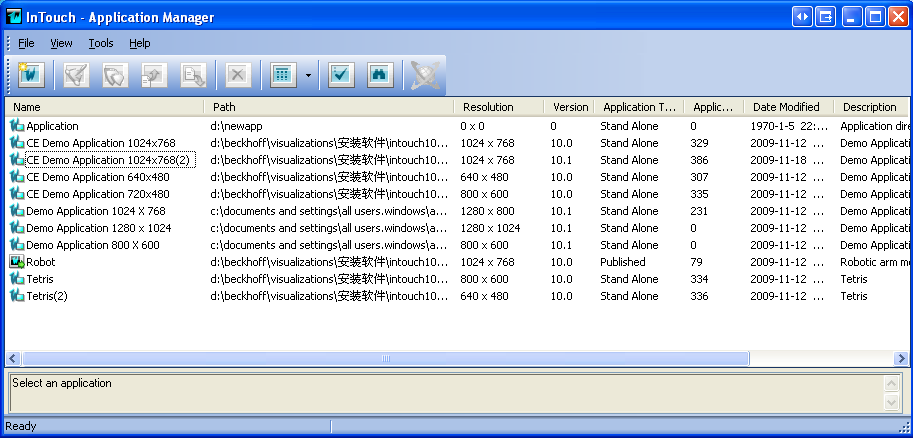 InTouch - Application Manager
File View Tools Help
Name Path Resolution Version Application T... Applic... Date Modified Description
Application d:\newapp 0 x 0 0 Stand Alone 0 1970-1-5 22:... Application dire
CE Demo Application 1024x768 d:\beckhoff\visualizations\安装软件\intouch10... 1024 x 768 10.0 Stand Alone 329 2009-11-12 ... Demo Applicati
CE Demo Application 1024x768(2) d:\beckhoff\visualizations\安装软件\intouch10... 1024 x 768 10.1 Stand Alone 386 2009-11-18 ... Demo Applicati
CE Demo Application 640x480 d:\beckhoff\visualizations\安装软件\intouch10... 640 x 480 10.0 Stand Alone 307 2009-11-12 ... Demo Applicati
CE Demo Application 720x480 d:\beckhoff\visualizations\安装软件\intouch10... 800 x 600 10.0 Stand Alone 335 2009-11-12 ... Demo Applicati
Demo Application 1024 X 768 c:\documents and settings\all users.windows\a... 1280 x 800 10.1 Stand Alone 231 2009-11-12 ... Demo Applicati
Demo Application 1280 x 1024 c:\documents and settings\all users.windows\a... 1280 x 1024 10.1 Stand Alone 0 2009-11-12 ... Demo Applicati
Demo Application 800 X 600 c:\documents and settings\all users.windows\a... 800 x 600 10.1 Stand Alone 0 2009-11-12 ... Demo Applicati
Robot d:\beckhoff\visualizations\安装软件\intouch10... 1024 x 768 10.0 Published 79 2009-11-12 ... Robotic arm mo
Tetris d:\beckhoff\visualizations\安装软件\intouch10... 800 x 600 10.0 Stand Alone 334 2009-11-12 ... Tetris
Tetris(2) d:\beckhoff\visualizations\安装软件\intouch10... 640 x 480 10.0 Stand Alone 336 2009-11-12 ... Tetris
Select an application
Ready